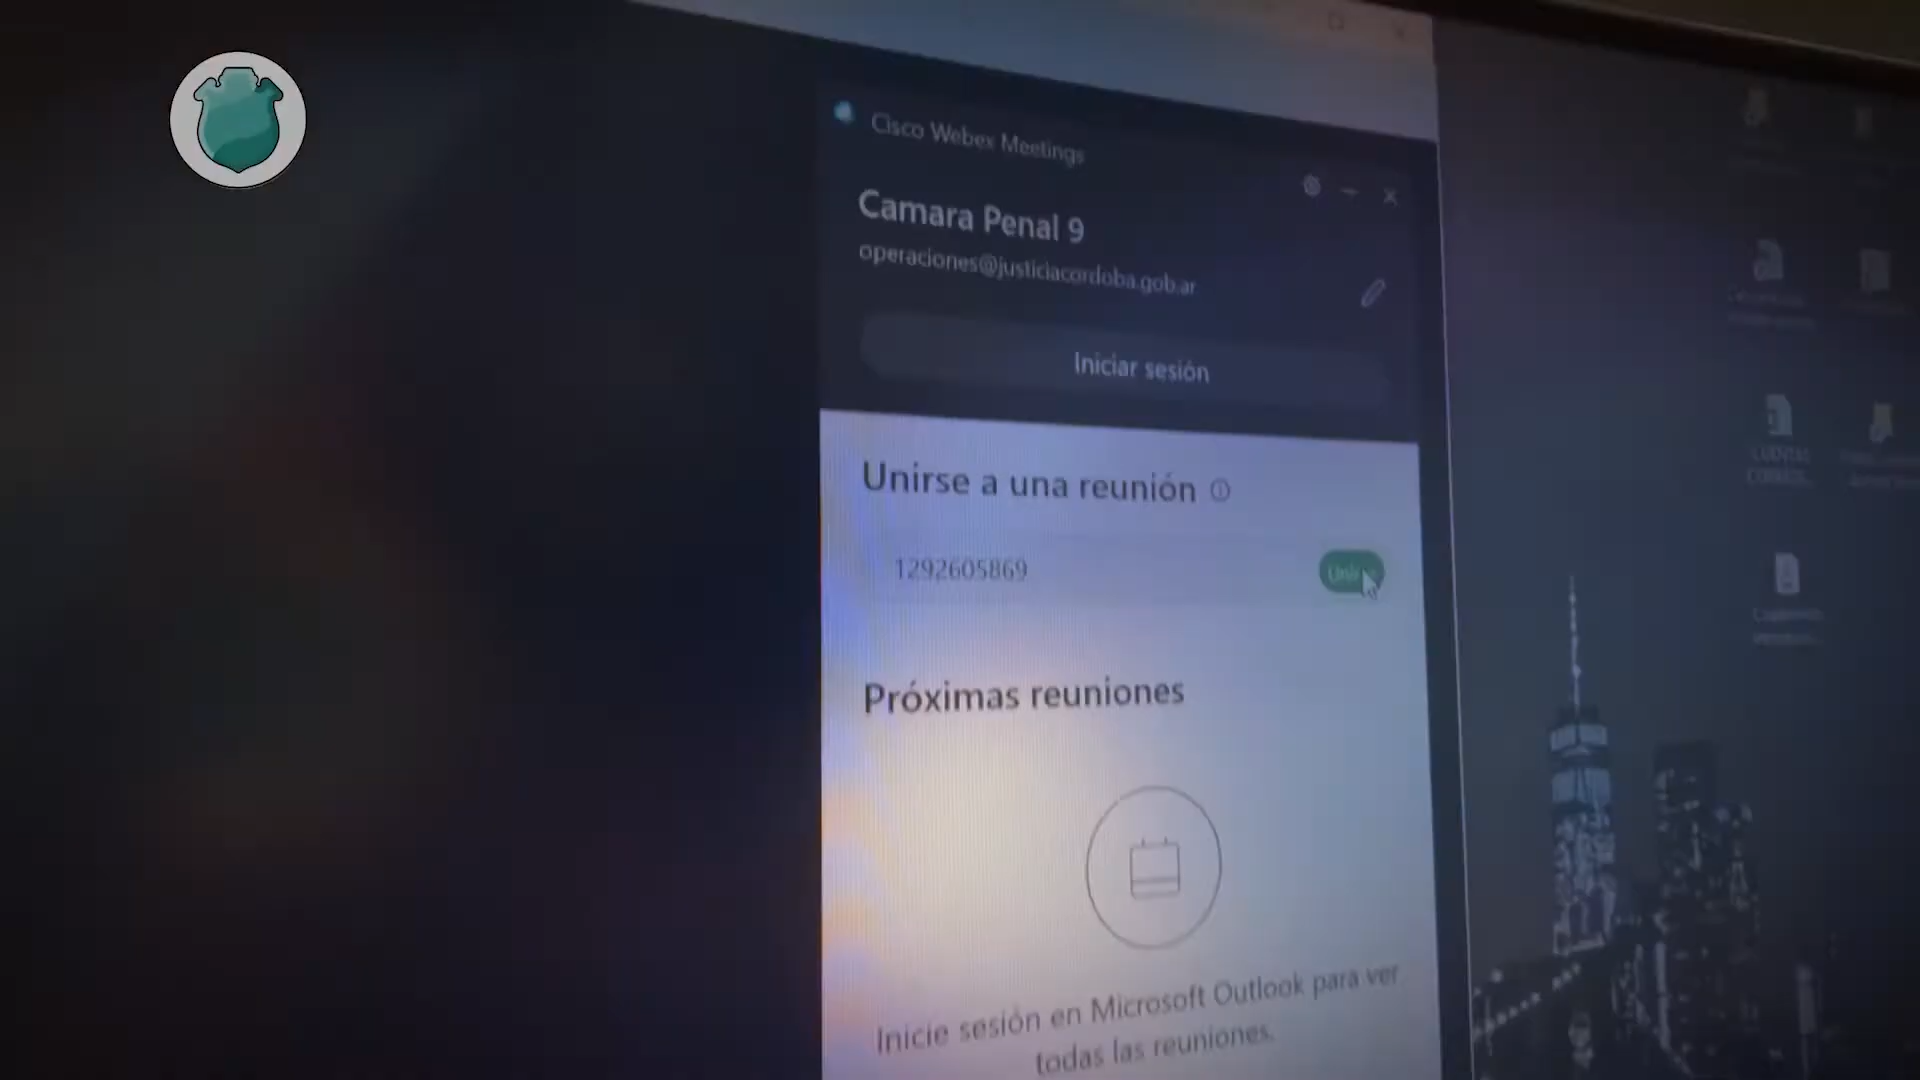 Cisco Webex Meetings
Camara Penal 9
operaciones@justiciacordoba.gob.ar
Iniciar sesión
Unirse a una reunión
1292605869
Próximas reuniones
Inicie sesión en Microsoft Outlook para ver
todas las reuniones.
CUENTAS